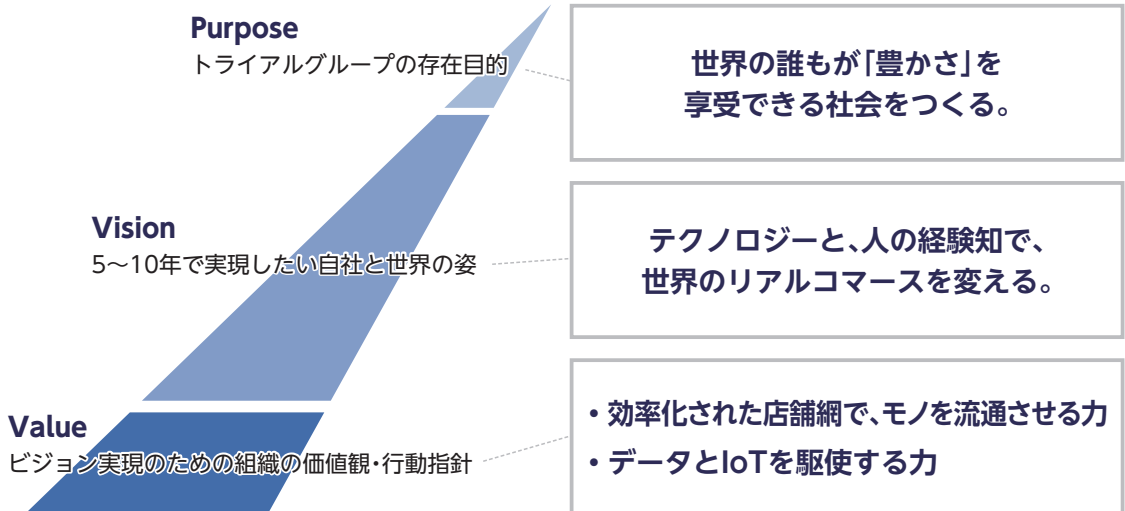 Purpose
トライアルグループの存在目的
世界の誰もが「豊かさ」を
享受できる社会をつくる。
Vision
5〜10年で実現したい自社と世界の姿
テクノロジーと、人の経験知で、
世界のリアルコマースを変える。
Value
ビジョン実現のための組織の価値観・行動指針
・効率化された店舗網で、モノを流通させる力
・データとIoTを駆使する力